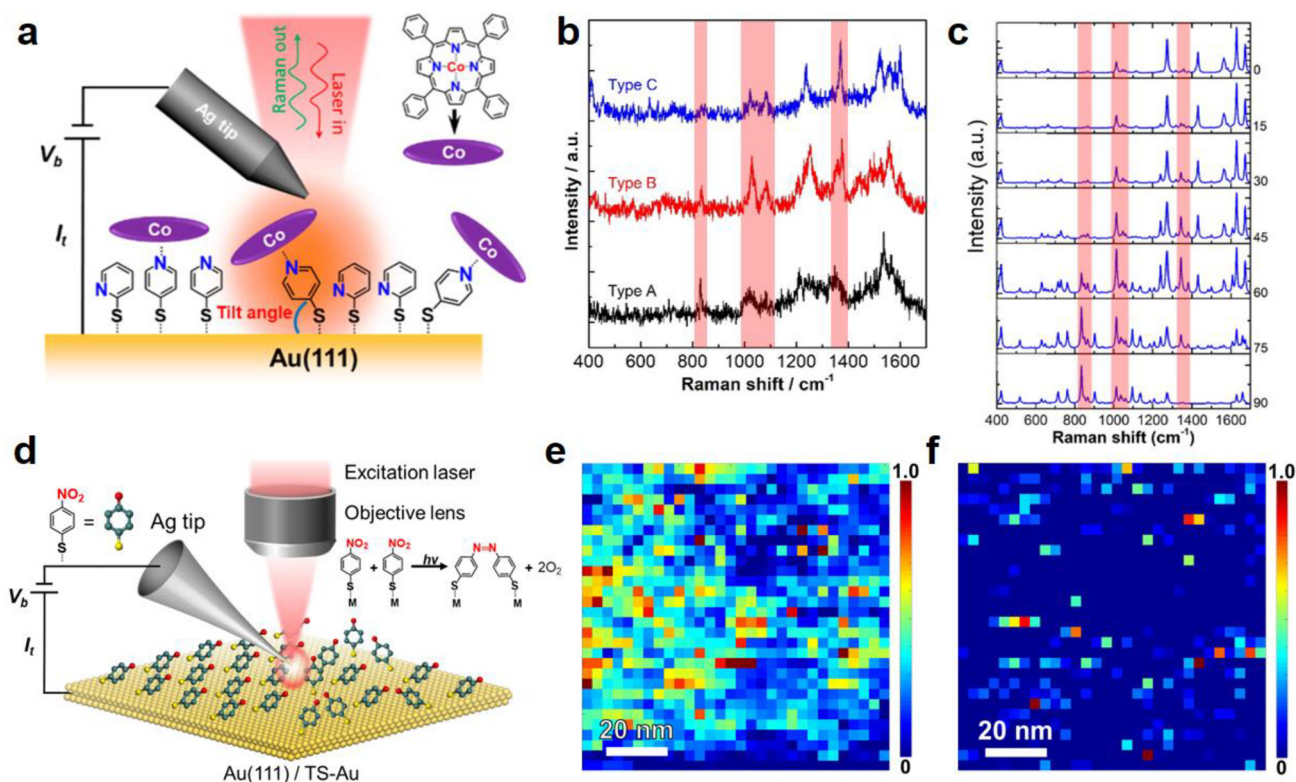 a
Raman out
Laser in
Ag tip
V_b
I_t
N
N
Co
N
N
Co
Co
Co
Co
N
N
N
N
N
N
N
S
S
S
S
S
S
S
Tilt angle
Au(111)
b
Intensity / a.u.
Type C
Type B
Type A
400 600 800 1000 1200 1400 1600
Raman shift / cm⁻¹
c
Intensity (a.u.)
0
15
30
45
60
75
90
400 600 800 1000 1200 1400 1600
Raman shift (cm⁻¹)
d
NO₂
=
S
Ag tip
V_b
I_t
Excitation laser
Objective lens
NO₂ NO₂
+ hv N=N + 2O₂
S S S S
M M M M
Au(111) / TS-Au
e
1.0
0
20 nm
f
1.0
0
20 nm